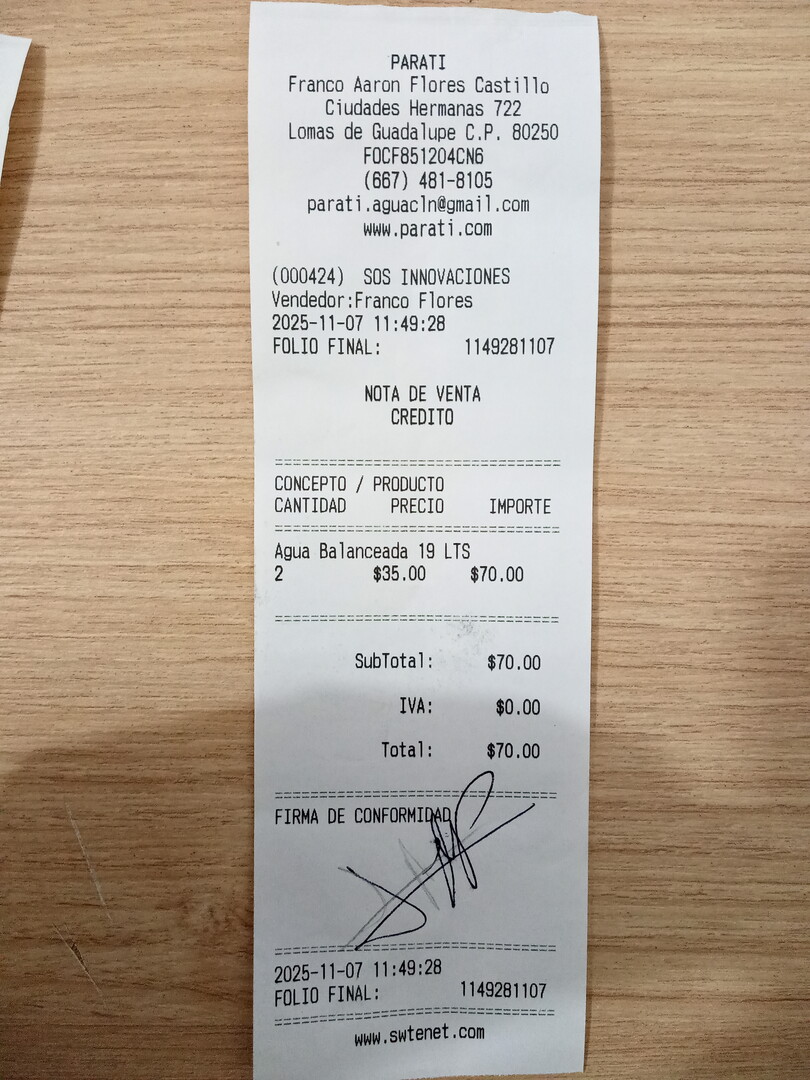 PARATI
Franco Aaron Flores Castillo
Ciudades Hermanas 722
Lomas de Guadalupe C.P. 80250
FOCF851204CN6
(667) 481-8105
parati.aguacln@gmail.com
www.parati.com
(000424) SOS INNOVACIONES
Vendedor:Franco Flores
2025-11-07 11:49:28
FOLIO FINAL: 1149281107
NOTA DE VENTA
CREDITO
================================
CONCEPTO / PRODUCTO
CANTIDAD PRECIO IMPORTE
================================
Agua Balanceada 19 LTS
2 $35.00 $70.00
================================
SubTotal: $70.00
IVA: $0.00
Total: $70.00
================================
FIRMA DE CONFORMIDAD
================================
2025-11-07 11:49:28
FOLIO FINAL: 1149281107
================================
www.swtenet.com